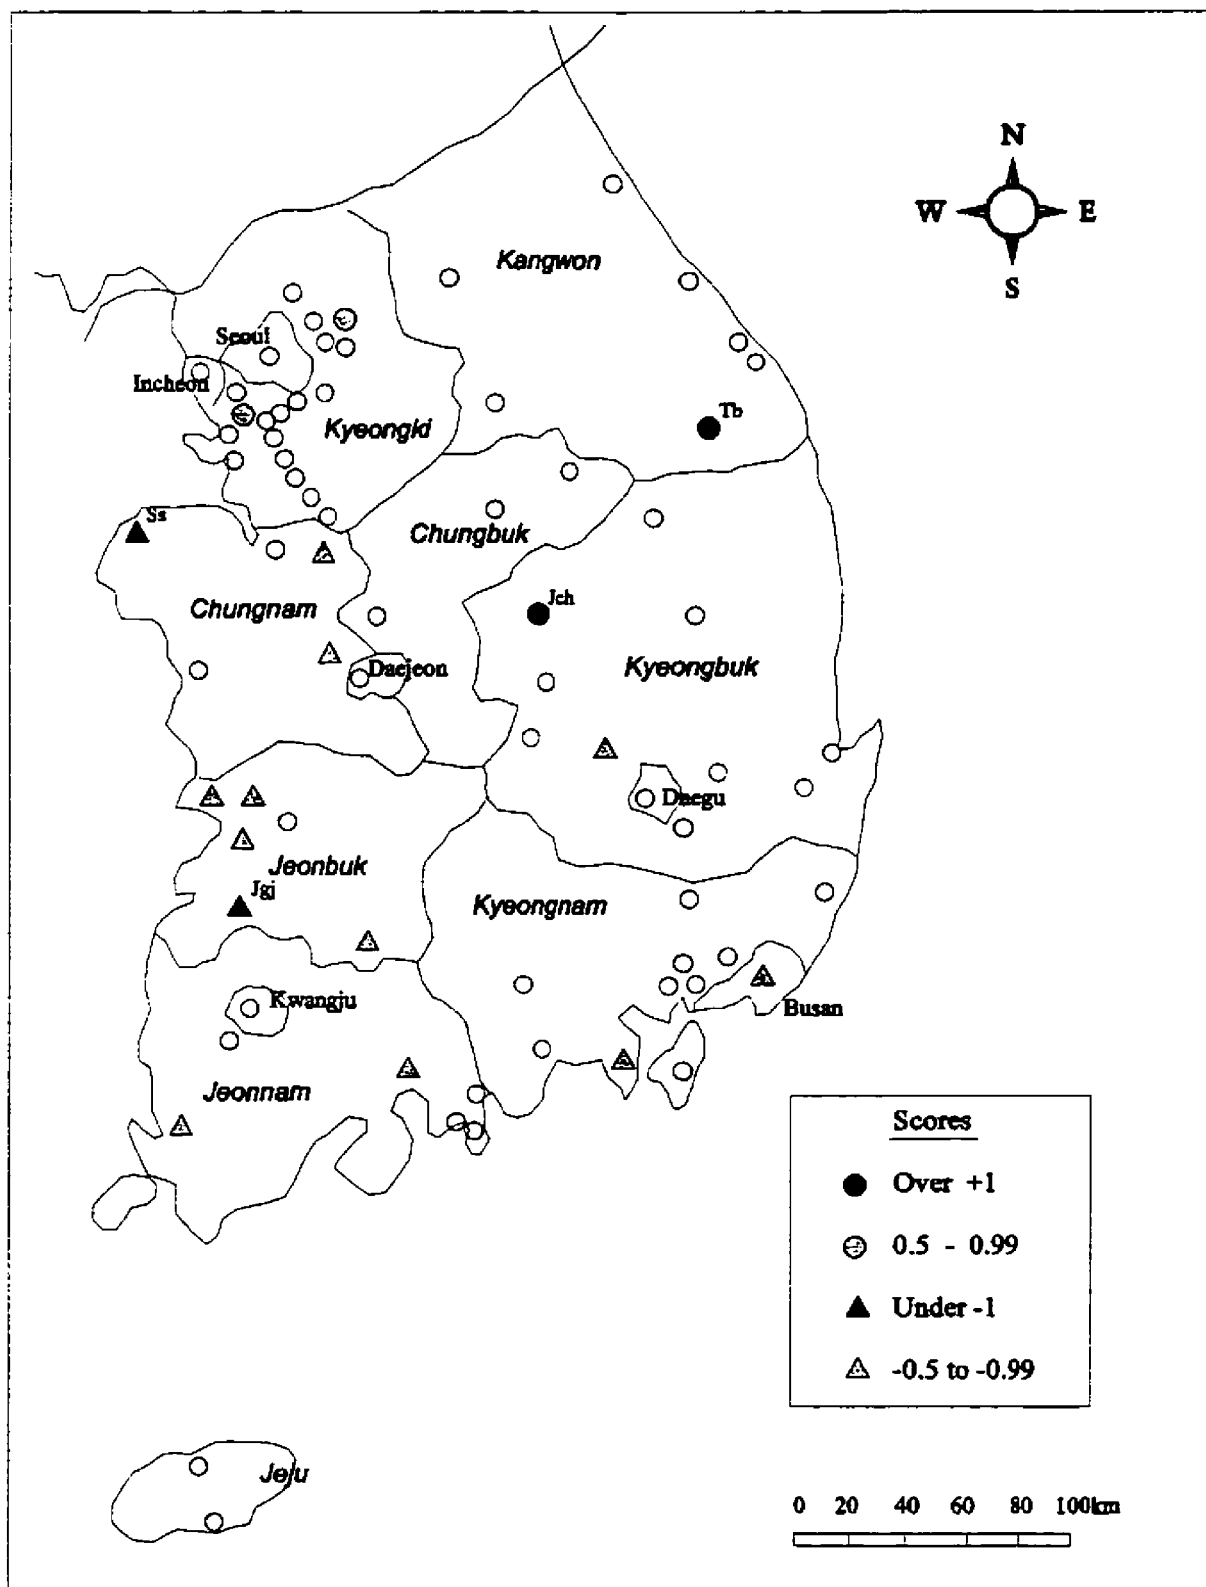 N
W E
S
Kangwon
Seoul
Incheon
Tb
Kyeongki
Ss
Chungbuk
Jch
Chungnam
Daejeon
Kyeongbuk
Daegu
Jeonbuk
Jgj
Kyeongnam
Kwangju
Busan
Jeonnam
Scores
Over +1
0.5 - 0.99
Under -1
-0.5 to -0.99
Jeju
0 20 40 60 80 100km